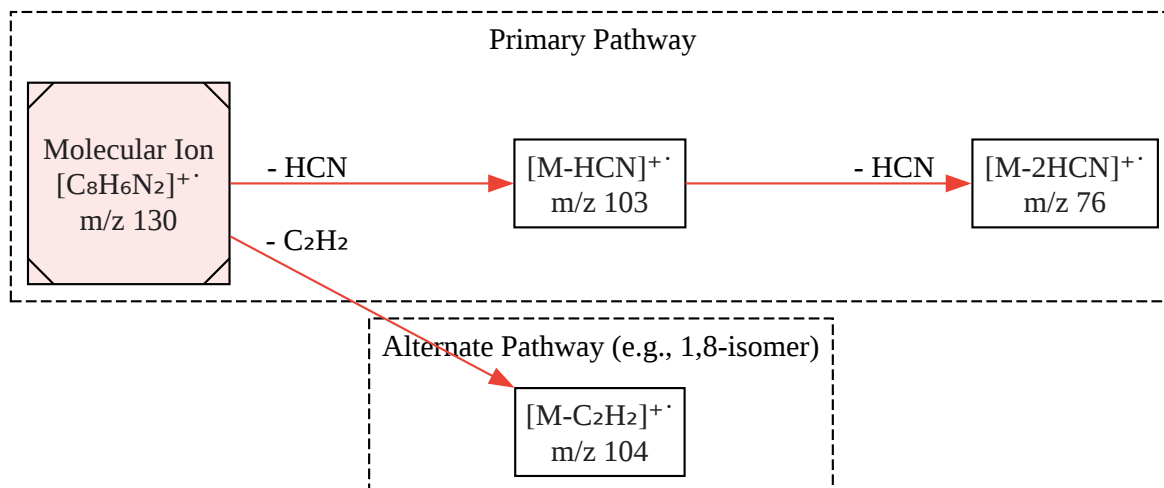 Primary Pathway
Molecular Ion
[C₈H₆N₂]⁺˙
m/z 130
- HCN
[M-HCN]⁺˙
m/z 103
- HCN
[M-2HCN]⁺˙
m/z 76
- C₂H₂
Alternate Pathway (e.g., 1,8-isomer)
[M-C₂H₂]⁺˙
m/z 104